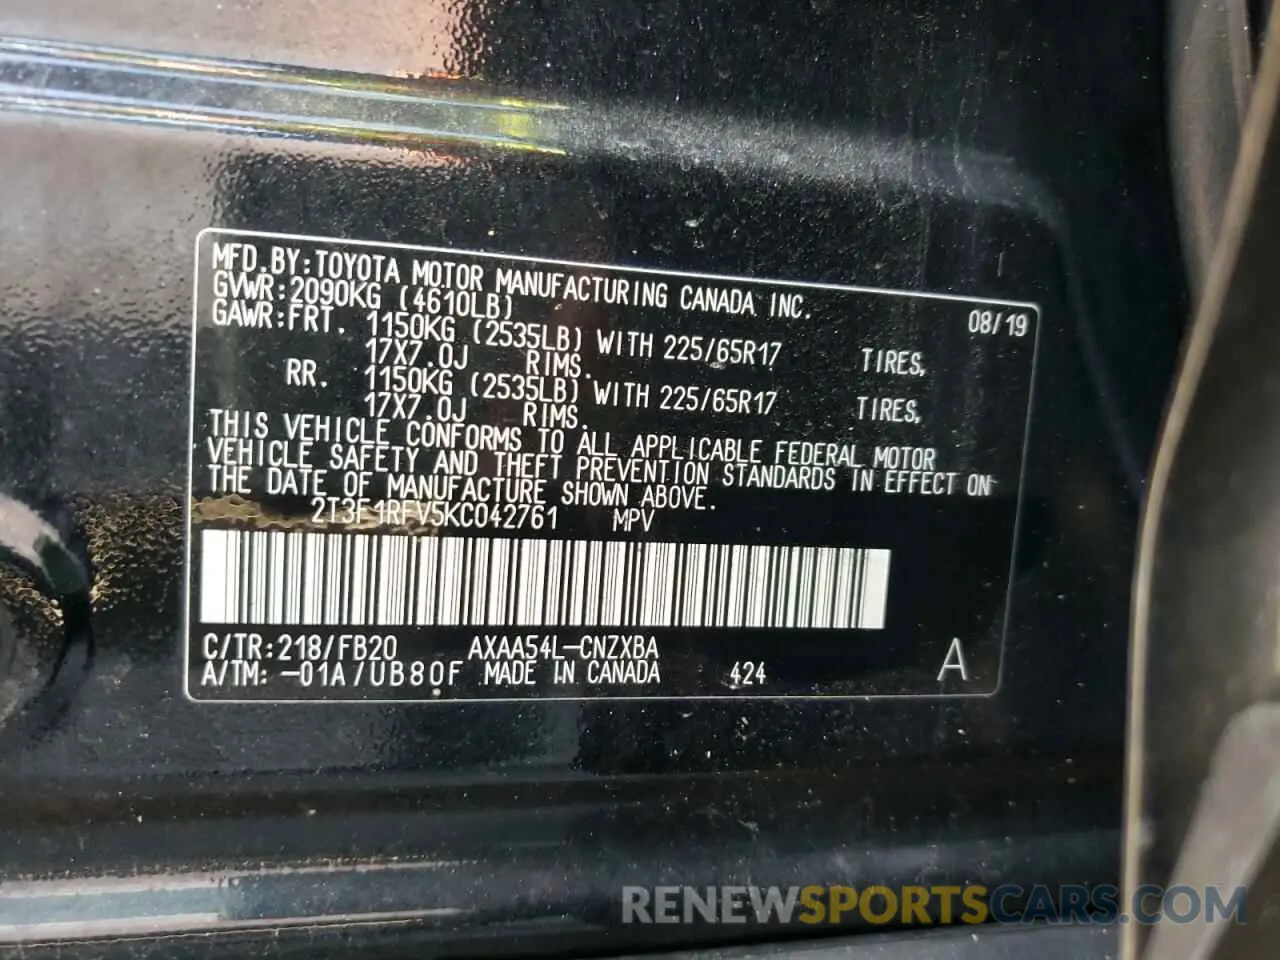 MFD.BY:TOYOTA MOTOR MANUFACTURING CANADA INC.
GVWR:2090KG (4610LB) 08/19
GAWR:FRT. 1150KG (2535LB) WITH 225/65R17 TIRES,
17X7.0J RIMS.
RR. 1150KG (2535LB) WITH 225/65R17 TIRES,
17X7.0J RIMS.
THIS VEHICLE CONFORMS TO ALL APPLICABLE FEDERAL MOTOR
VEHICLE SAFETY AND THEFT PREVENTION STANDARDS IN EFFECT ON
THE DATE OF MANUFACTURE SHOWN ABOVE.
2T3F1RFV5KC042761 MPV
C/TR:218/FB20 AXAA54L-CNZXBA
A/TM: -01A/UB80F MADE IN CANADA 424 A
RENEWSPORTSCARS.COM